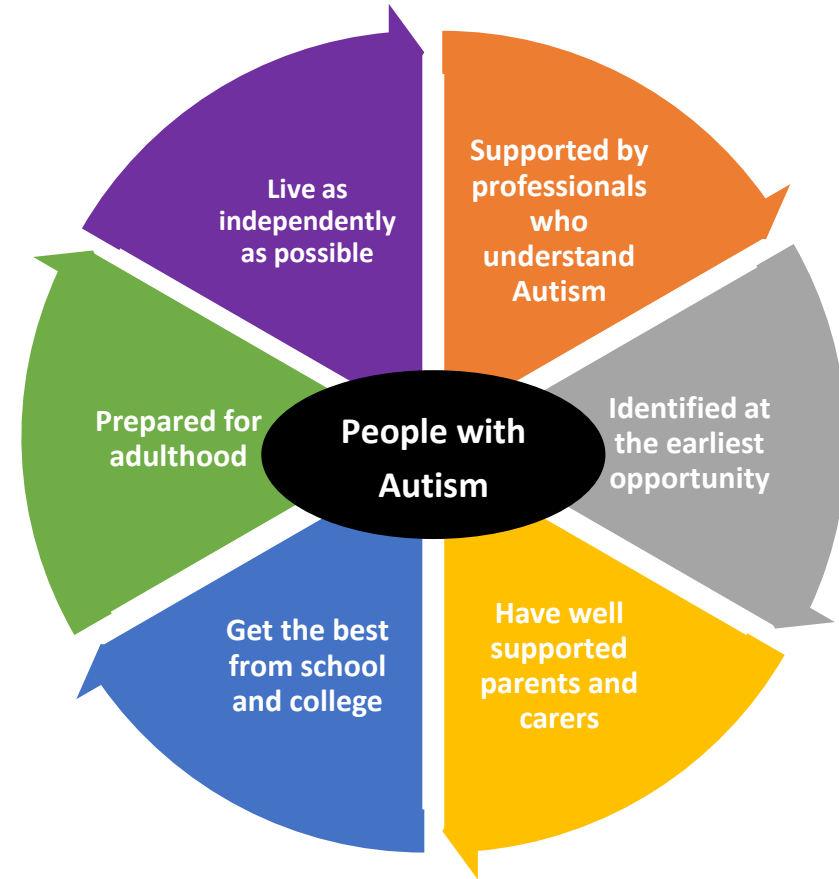 Supported by
professionals
who
understand
Autism
Identified at
the earliest
opportunity
Have well
supported
parents and
carers
Get the best
from school
and college
Prepared for
adulthood
Live as
independently
as possible
People with
Autism